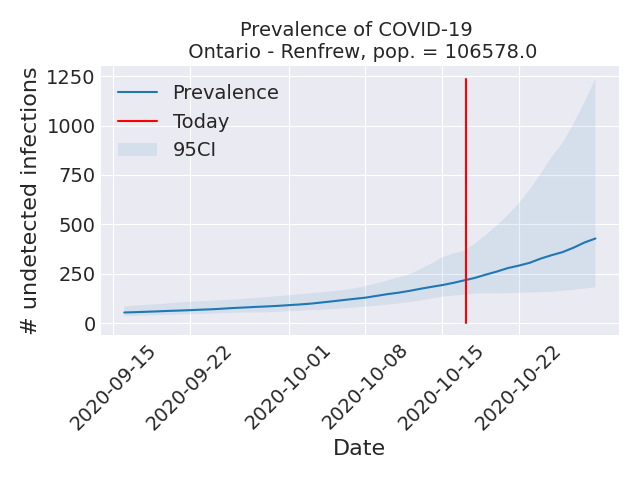 Prevalence of COVID-19
Ontario - Renfrew, pop. = 106578.0
# undetected infections
1250
1000
750
500
250
0
Prevalence
Today
95CI
2020-09-15
2020-09-22
2020-10-01
2020-10-08
2020-10-15
2020-10-22
Date